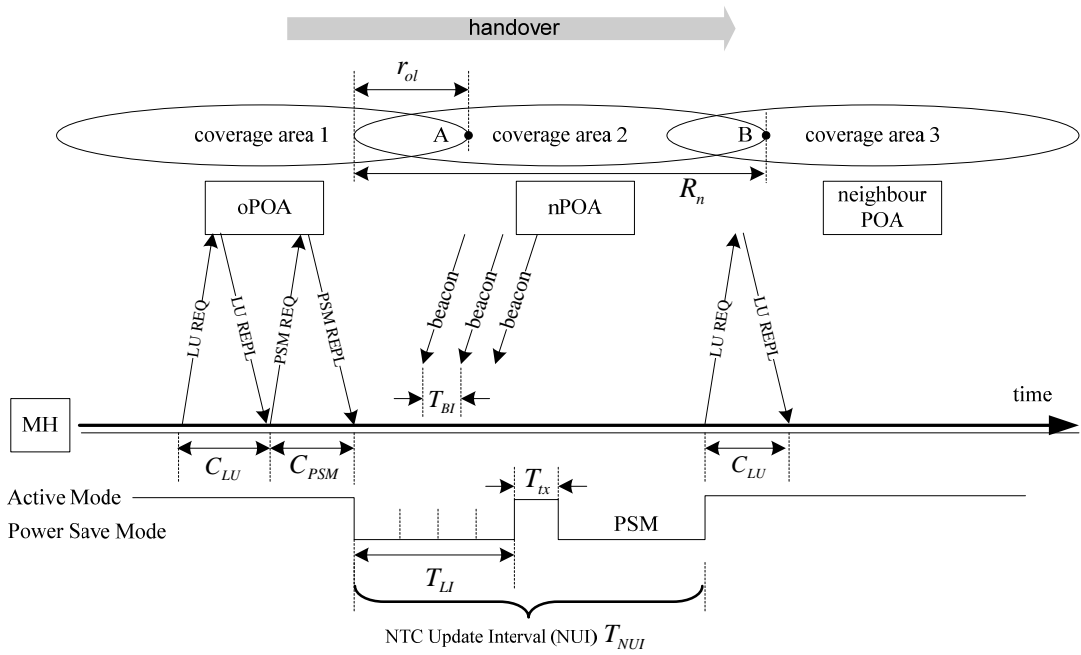 handover
r_ol
coverage area 1
A
coverage area 2
B
coverage area 3
R_n
oPOA
nPOA
neighbour
POA
LU REQ
LU REPL
PSM REQ
PSM REPL
beacon
beacon
beacon
LU REQ
LU REPL
T_BI
time
MH
C_LU
C_PSM
C_LU
T_tx
Active Mode
Power Save Mode
PSM
T_LI
NTC Update Interval (NUI) T_NUI